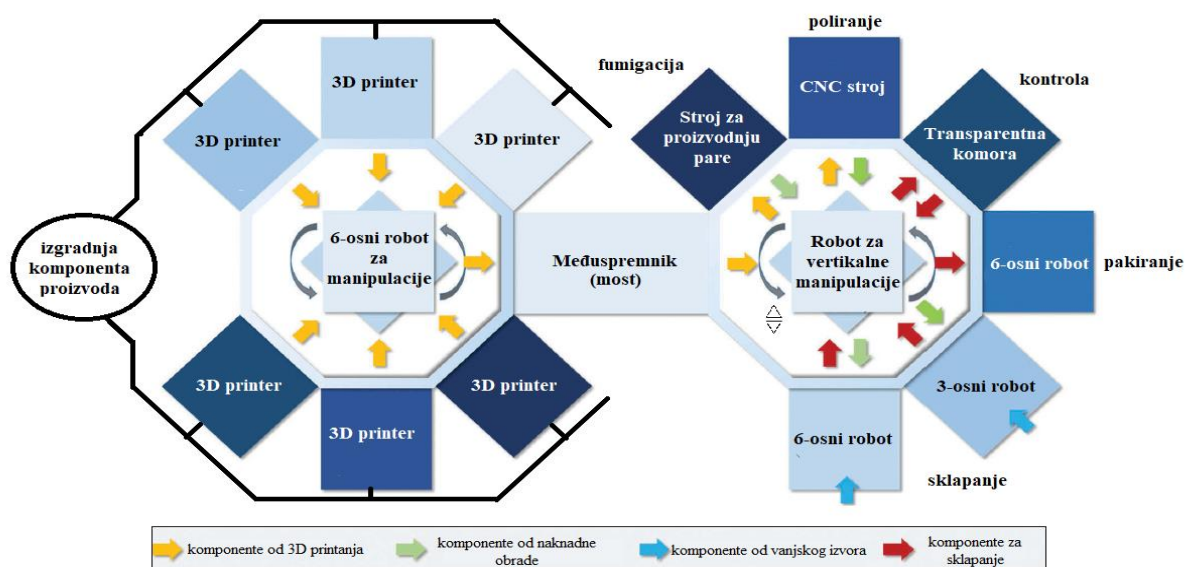 poliranje
fumigacija
kontrola
3D printer
CNC stroj
3D printer
3D printer
Stroj za
proizvodnju
pare
Transparentna
komora
izgradnja
komponenta
proizvoda
6-osni robot
za
manipulacije
Međuspremnik
(most)
Robot za
vertikalne
manipulacije
6-osni robot
pakiranje
3D printer
3D printer
3D printer
3-osni robot
6-osni robot
sklapanje
komponente od 3D printanja
komponente od naknadne
obrade
komponente od vanjskog izvora
komponente za
sklapanje